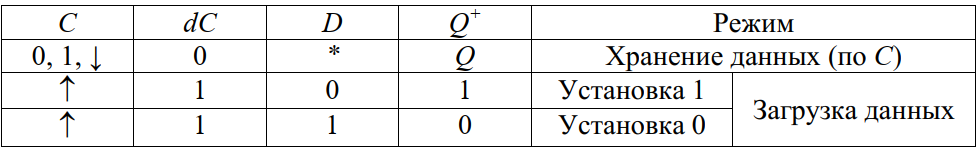 C dC D Q⁺ Режим
0, 1, ↓ 0 * Q Хранение данных (по C)
↑ 1 0 1 Установка 1 Загрузка данных
↑ 1 1 0 Установка 0